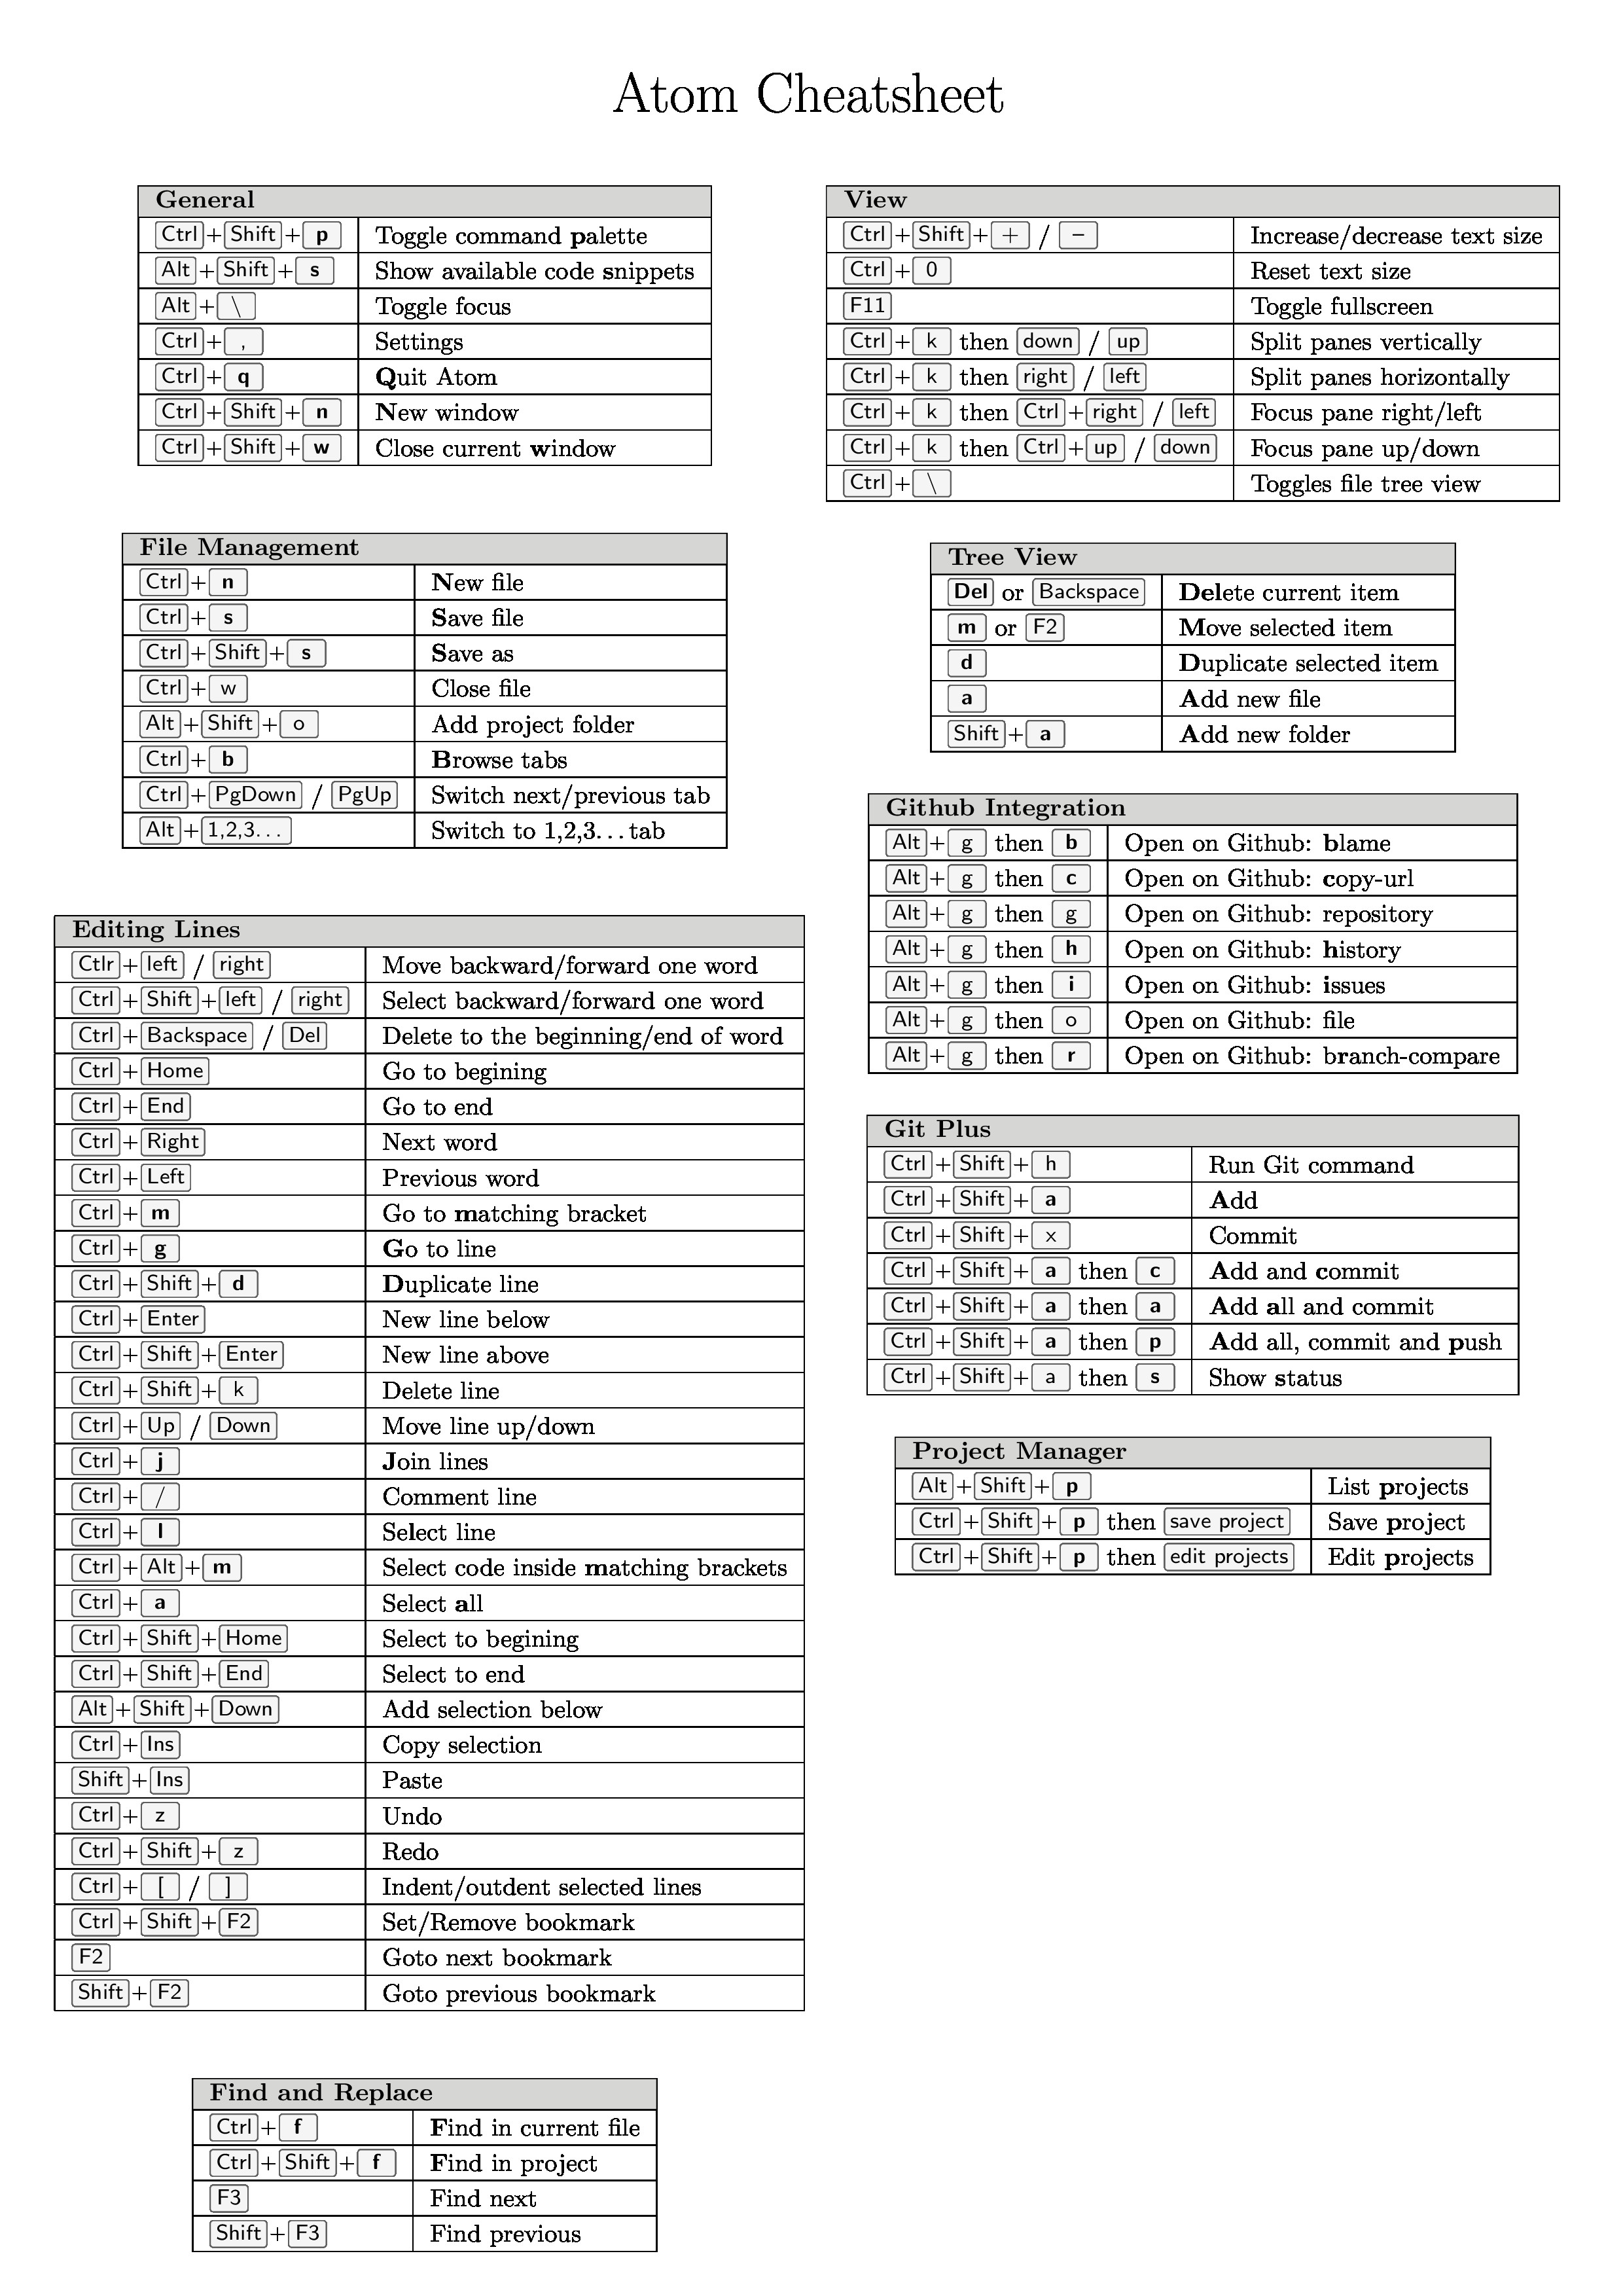 Atom Cheatsheet
General
Ctrl+Shift+p Toggle command palette
Alt+Shift+s Show available code snippets
Alt+\ Toggle focus
Ctrl+, Settings
Ctrl+q Quit Atom
Ctrl+Shift+n New window
Ctrl+Shift+w Close current window
File Management
Ctrl+n New file
Ctrl+s Save file
Ctrl+Shift+s Save as
Ctrl+w Close file
Alt+Shift+o Add project folder
Ctrl+b Browse tabs
Ctrl+PgDown / PgUp Switch next/previous tab
Alt+1,2,3... Switch to 1,2,3...tab
Editing Lines
Ctlr+left / right Move backward/forward one word
Ctrl+Shift+left / right Select backward/forward one word
Ctrl+Backspace / Del Delete to the beginning/end of word
Ctrl+Home Go to begining
Ctrl+End Go to end
Ctrl+Right Next word
Ctrl+Left Previous word
Ctrl+m Go to matching bracket
Ctrl+g Go to line
Ctrl+Shift+d Duplicate line
Ctrl+Enter New line below
Ctrl+Shift+Enter New line above
Ctrl+Shift+k Delete line
Ctrl+Up / Down Move line up/down
Ctrl+j Join lines
Ctrl+/ Comment line
Ctrl+l Select line
Ctrl+Alt+m Select code inside matching brackets
Ctrl+a Select all
Ctrl+Shift+Home Select to begining
Ctrl+Shift+End Select to end
Alt+Shift+Down Add selection below
Ctrl+Ins Copy selection
Shift+Ins Paste
Ctrl+z Undo
Ctrl+Shift+z Redo
Ctrl+[ / ] Indent/outdent selected lines
Ctrl+Shift+F2 Set/Remove bookmark
F2 Goto next bookmark
Shift+F2 Goto previous bookmark
Find and Replace
Ctrl+f Find in current file
Ctrl+Shift+f Find in project
F3 Find next
Shift+F3 Find previous
View
Ctrl+Shift++ / − Increase/decrease text size
Ctrl+0 Reset text size
F11 Toggle fullscreen
Ctrl+k then down / up Split panes vertically
Ctrl+k then right / left Split panes horizontally
Ctrl+k then Ctrl+right / left Focus pane right/left
Ctrl+k then Ctrl+up / down Focus pane up/down
Ctrl+\ Toggles file tree view
Tree View
Del or Backspace Delete current item
m or F2 Move selected item
d Duplicate selected item
a Add new file
Shift+a Add new folder
Github Integration
Alt+g then b Open on Github: blame
Alt+g then c Open on Github: copy-url
Alt+g then g Open on Github: repository
Alt+g then h Open on Github: history
Alt+g then i Open on Github: issues
Alt+g then o Open on Github: file
Alt+g then r Open on Github: branch-compare
Git Plus
Ctrl+Shift+h Run Git command
Ctrl+Shift+a Add
Ctrl+Shift+x Commit
Ctrl+Shift+a then c Add and commit
Ctrl+Shift+a then a Add all and commit
Ctrl+Shift+a then p Add all, commit and push
Ctrl+Shift+a then s Show status
Project Manager
Alt+Shift+p List projects
Ctrl+Shift+p then save project Save project
Ctrl+Shift+p then edit projects Edit projects